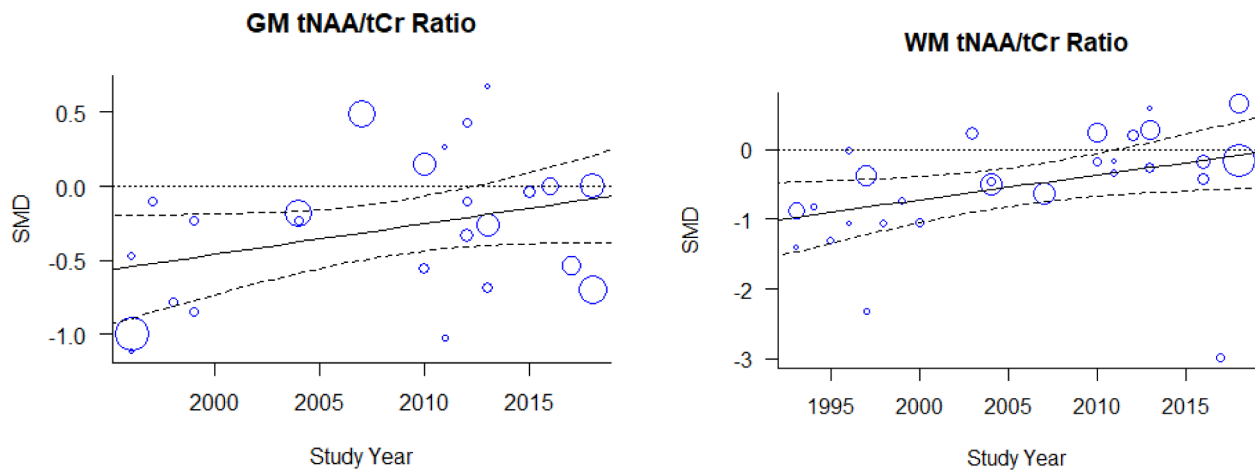 GM tNAA/tCr Ratio
SMD
0.5
0.0
-0.5
-1.0
2000 2005 2010 2015
Study Year
WM tNAA/tCr Ratio
SMD
0
-1
-2
-3
1995 2000 2005 2010 2015
Study Year